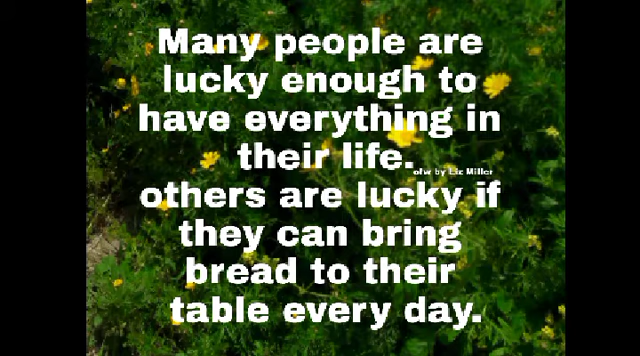 Many people are
lucky enough to
have everything in
their life.
ofw by Liz Miller
others are lucky if
they can bring
bread to their
table every day.